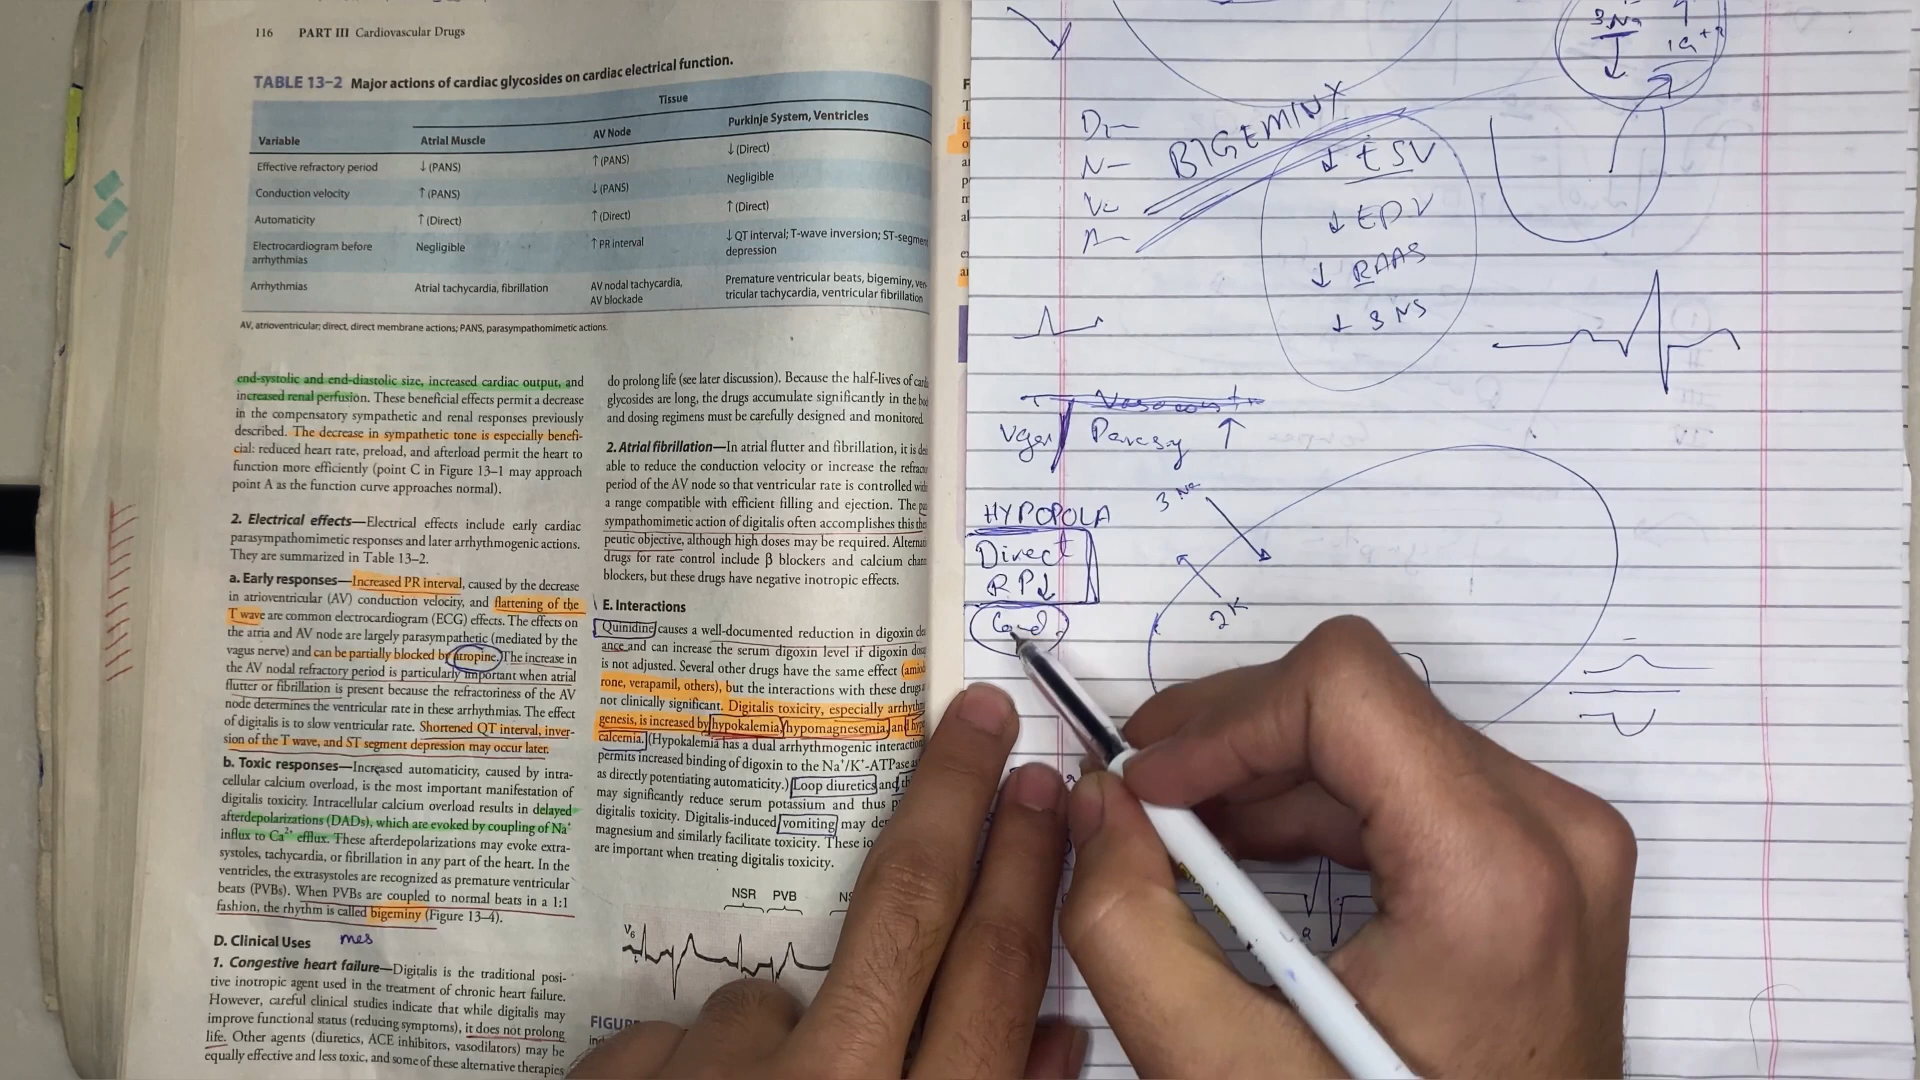 116 PART III Cardiovascular Drugs
TABLE 13–2 Major actions of cardiac glycosides on cardiac electrical function.
Tissue
Variable Atrial Muscle AV Node Purkinje System, Ventricles
Effective refractory period ↓ (PANS) ↑ (PANS) ↓ (Direct)
Conduction velocity ↑ (PANS) ↓ (PANS) Negligible
Automaticity ↑ (Direct) ↑ (Direct) ↑ (Direct)
Electrocardiogram before Negligible ↑ PR interval ↓ QT interval; T-wave inversion; ST-segment
arrhythmias depression
Arrhythmias Atrial tachycardia, fibrillation AV nodal tachycardia, Premature ventricular beats, bigeminy, ven-
AV blockade tricular tachycardia, ventricular fibrillation
AV, atrioventricular; direct, direct membrane actions; PANS, parasympathomimetic actions.
end-systolic and end-diastolic size, increased cardiac output, and
increased renal perfusion. These beneficial effects permit a decrease
in the compensatory sympathetic and renal responses previously
described. The decrease in sympathetic tone is especially benefi-
cial: reduced heart rate, preload, and afterload permit the heart to
function more efficiently (point C in Figure 13–1 may approach
point A as the function curve approaches normal).
2. Electrical effects—Electrical effects include early cardiac
parasympathomimetic responses and later arrhythmogenic actions.
They are summarized in Table 13–2.
a. Early responses—Increased PR interval, caused by the decrease
in atrioventricular (AV) conduction velocity, and flattening of the
T wave are common electrocardiogram (ECG) effects. The effects on
the atria and AV node are largely parasympathetic (mediated by the
vagus nerve) and can be partially blocked by atropine. The increase in
the AV nodal refractory period is particularly important when atrial
flutter or fibrillation is present because the refractoriness of the AV
node determines the ventricular rate in these arrhythmias. The effect
of digitalis is to slow ventricular rate. Shortened QT interval, inver-
sion of the T wave, and ST segment depression may occur later.
b. Toxic responses—Increased automaticity, caused by intra-
cellular calcium overload, is the most important manifestation of
digitalis toxicity. Intracellular calcium overload results in delayed
afterdepolarizations (DADs), which are evoked by coupling of Na⁺
influx to Ca²⁺ efflux. These afterdepolarizations may evoke extra-
systoles, tachycardia, or fibrillation in any part of the heart. In the
ventricles, the extrasystoles are recognized as premature ventricular
beats (PVBs). When PVBs are coupled to normal beats in a 1:1
fashion, the rhythm is called bigeminy (Figure 13–4).
D. Clinical Uses mes
1. Congestive heart failure—Digitalis is the traditional posi-
tive inotropic agent used in the treatment of chronic heart failure.
However, careful clinical studies indicate that while digitalis may
improve functional status (reducing symptoms), it does not prolong
life. Other agents (diuretics, ACE inhibitors, vasodilators) may be
equally effective and less toxic, and some of these alternative therapies
do prolong life (see later discussion). Because the half-lives of
glycosides are long, the drugs accumulate significantly in the
and dosing regimens must be carefully designed and monitored
2. Atrial fibrillation—In atrial flutter and fibrillation, it is
able to reduce the conduction velocity or increase the
period of the AV node so that ventricular rate is controlled
a range compatible with efficient filling and ejection. The
sympathomimetic action of digitalis often accomplishes this
peutic objective, although high doses may be required.
drugs for rate control include β blockers and calcium
blockers, but these drugs have negative inotropic effects.
E. Interactions
Quinidine causes a well-documented reduction in digoxin
ance and can increase the serum digoxin level if digoxin
is not adjusted. Several other drugs have the same effect
rone, verapamil, others), but the interactions with these drugs
not clinically significant. Digitalis toxicity, especially
genesis, is increased by hypokalemia, hypomagnesemia, and
calcemia. (Hypokalemia has a dual arrhythmogenic
permits increased binding of digoxin to the Na⁺/K⁺-ATPase
as directly potentiating automaticity.) Loop diuretics and
may significantly reduce serum potassium and thus
digitalis toxicity. Digitalis-induced vomiting may
magnesium and similarly facilitate toxicity. These
are important when treating digitalis toxicity.
NSR PVB
V6
3 Na
BIGEMINY
↓ ESV
↓ EDV
↓ RAAS
↓ SNS
↑
3 Na
2K
HYPOPOLA
Direct
RP↓
Cond.